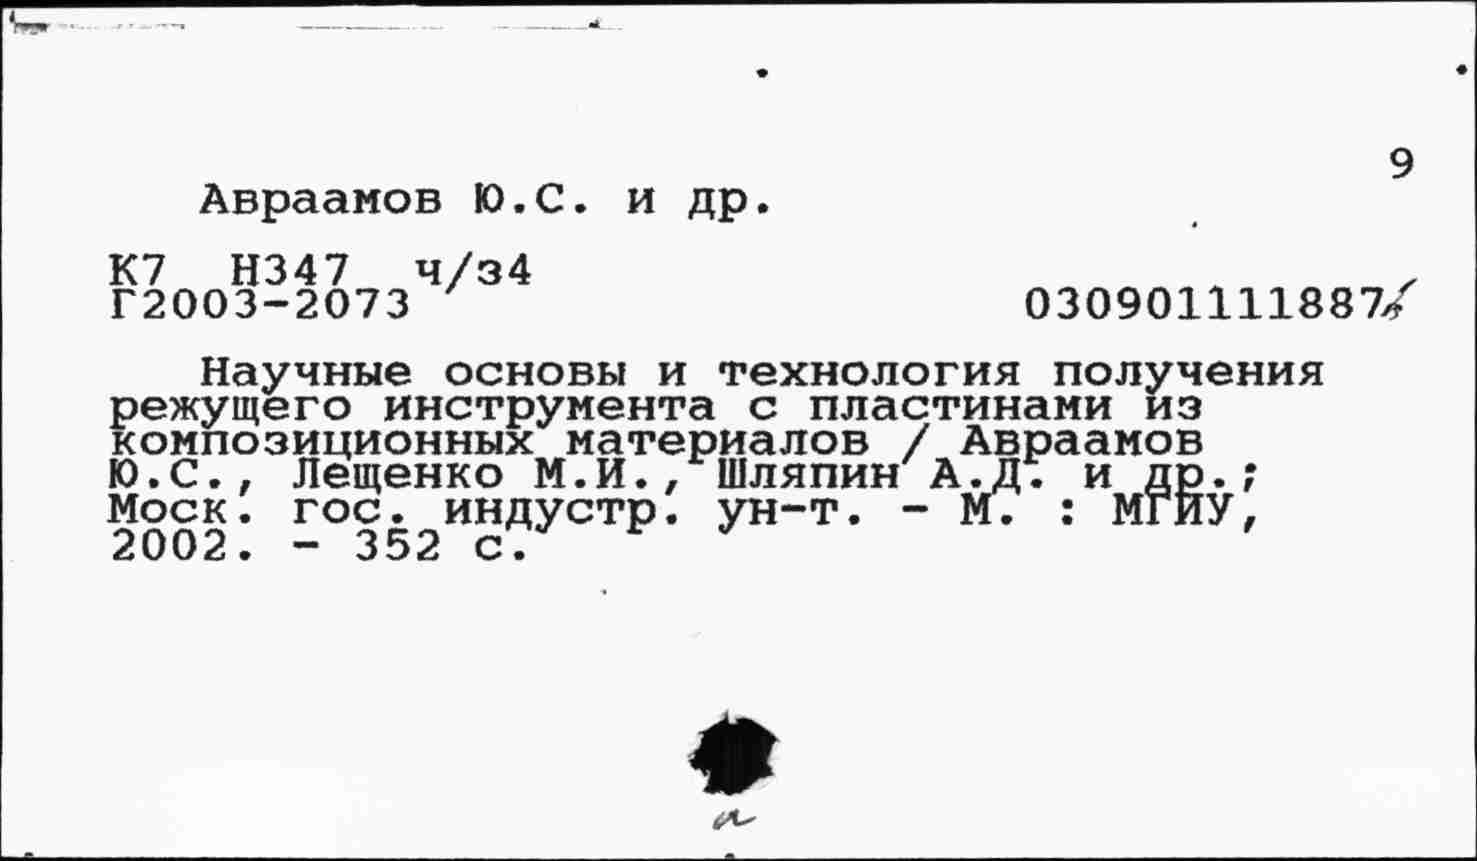 9
Авраамов Ю.С. и др.
К7 Н347 ч/з4
Г2003-2073 030901111887
Научные основы и технология получения
режущего инструмента с пластинами из
композиционных материалов / Авраамов
Ю.С., Лещенко М.И., Шляпин А.Д. и др.;
Моск. гос. индустр. ун-т. - М. : МГИУ,
2002. - 352 с.